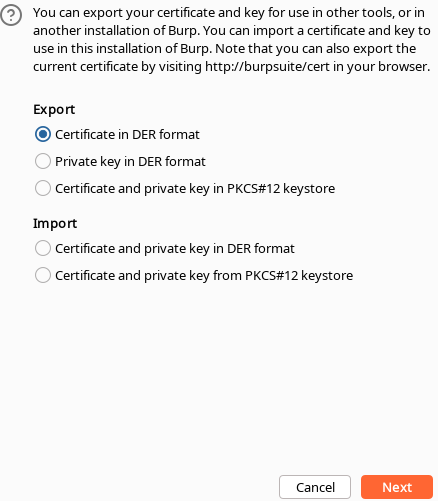 You can export your certificate and key for use in other tools, or in
another installation of Burp. You can import a certificate and key to
use in this installation of Burp. Note that you can also export the
current certificate by visiting http://burpsuite/cert in your browser.
Export
Certificate in DER format
Private key in DER format
Certificate and private key in PKCS#12 keystore
Import
Certificate and private key in DER format
Certificate and private key from PKCS#12 keystore
Cancel
Next